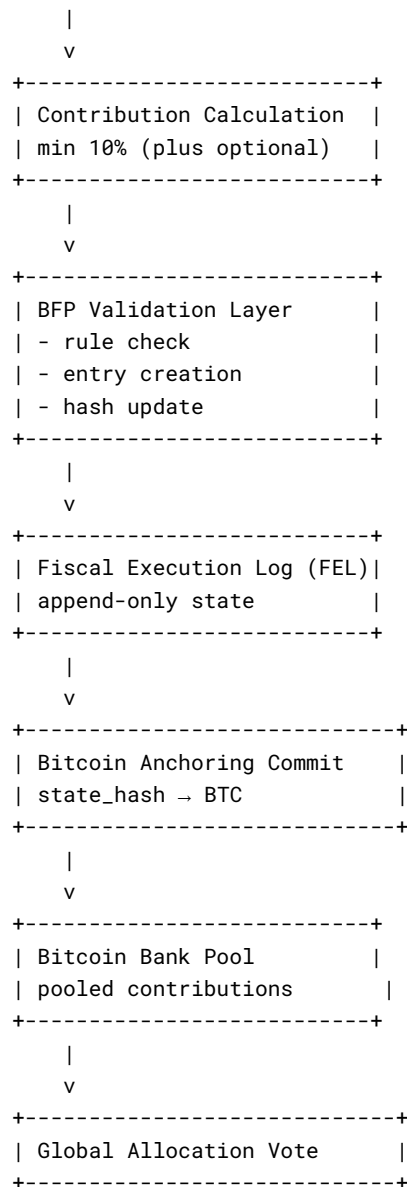 |
v
+---------------------------+
| Contribution Calculation  |
| min 10% (plus optional)   |
+---------------------------+
|
v
+---------------------------+
| BFP Validation Layer      |
| - rule check              |
| - entry creation          |
| - hash update             |
+---------------------------+
|
v
+---------------------------+
| Fiscal Execution Log (FEL)|
| append-only state         |
+---------------------------+
|
v
+-----------------------------+
| Bitcoin Anchoring Commit    |
| state_hash → BTC            |
+-----------------------------+
|
v
+---------------------------+
| Bitcoin Bank Pool         |
| pooled contributions       |
+---------------------------+
|
v
+-----------------------------+
| Global Allocation Vote      |
+-----------------------------+